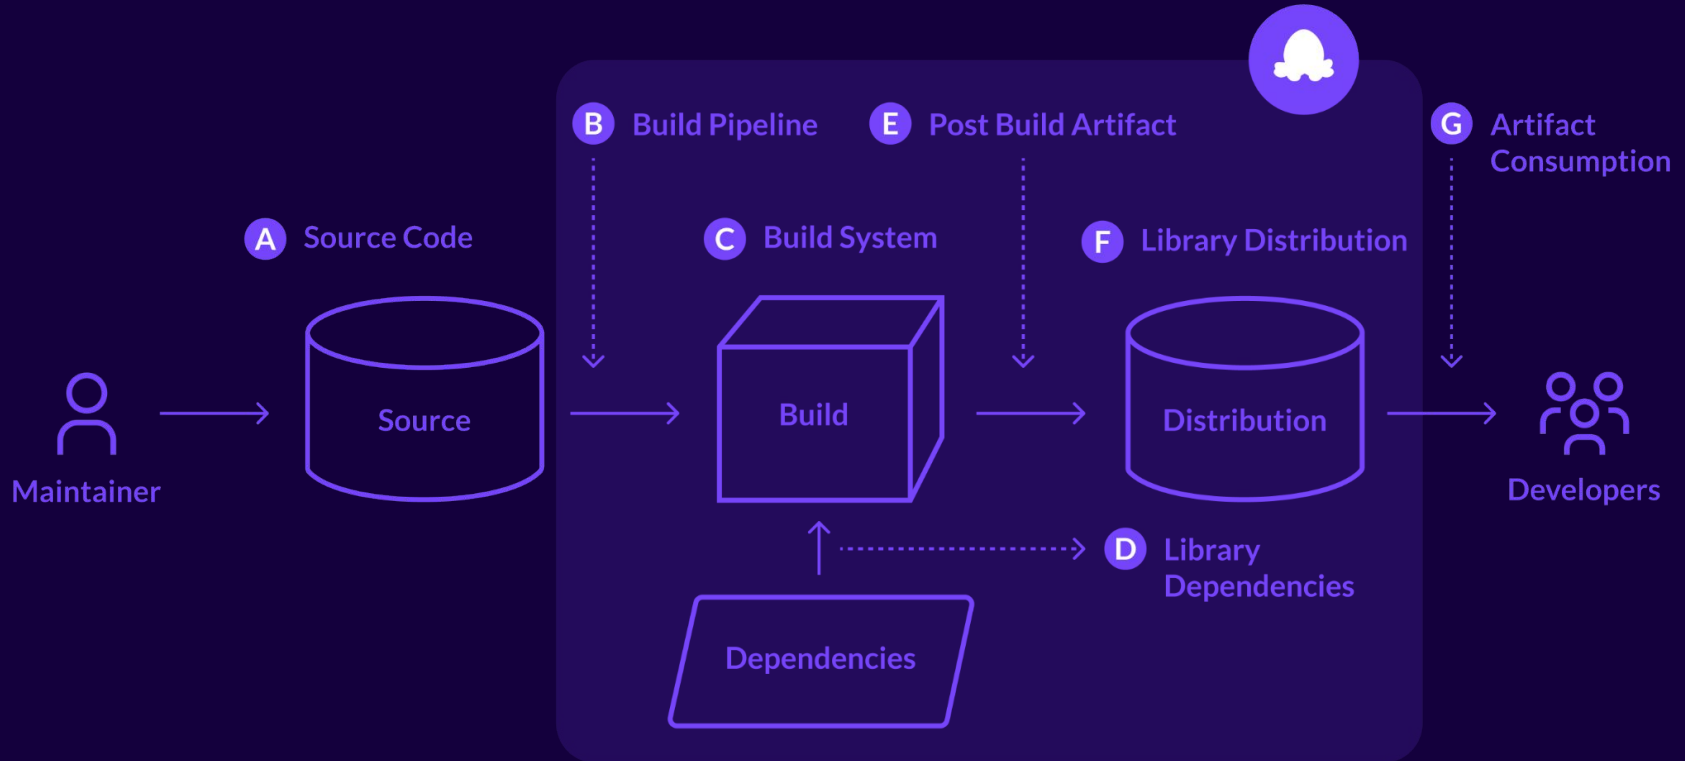 B Build Pipeline
E Post Build Artifact
G Artifact
Consumption
A Source Code
C Build System
F Library Distribution
Source
Build
Distribution
Maintainer
Developers
D Library
Dependencies
Dependencies